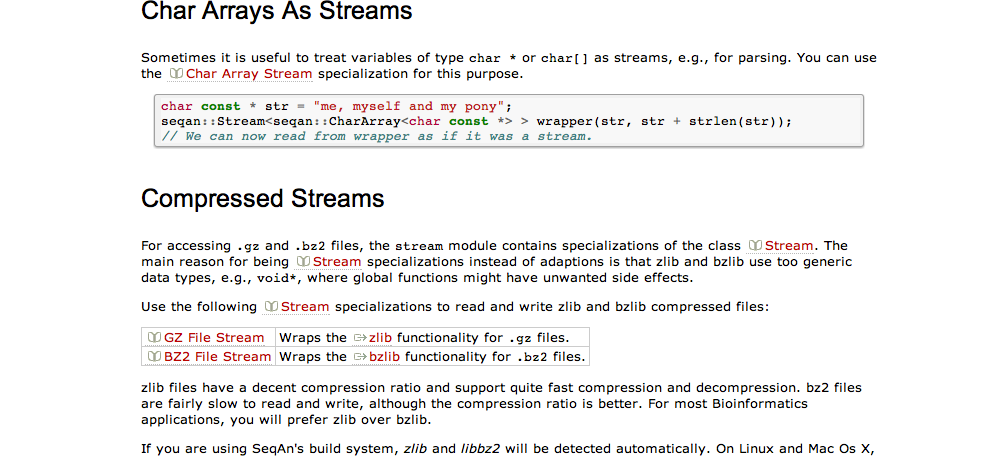 Char Arrays As Streams
Sometimes it is useful to treat variables of type char * or char[] as streams, e.g., for parsing. You can use
the Char Array Stream specialization for this purpose.
char const * str = "me, myself and my pony";
seqan::Stream<seqan::CharArray<char const *> > wrapper(str, str + strlen(str));
// We can now read from wrapper as if it was a stream.
Compressed Streams
For accessing .gz and .bz2 files, the stream module contains specializations of the class Stream. The
main reason for being Stream specializations instead of adaptions is that zlib and bzlib use too generic
data types, e.g., void*, where global functions might have unwanted side effects.
Use the following Stream specializations to read and write zlib and bzlib compressed files:
GZ File Stream Wraps the zlib functionality for .gz files.
BZ2 File Stream Wraps the bzlib functionality for .bz2 files.
zlib files have a decent compression ratio and support quite fast compression and decompression. bz2 files
are fairly slow to read and write, although the compression ratio is better. For most Bioinformatics
applications, you will prefer zlib over bzlib.
If you are using SeqAn's build system, zlib and libbz2 will be detected automatically. On Linux and Mac Os X,